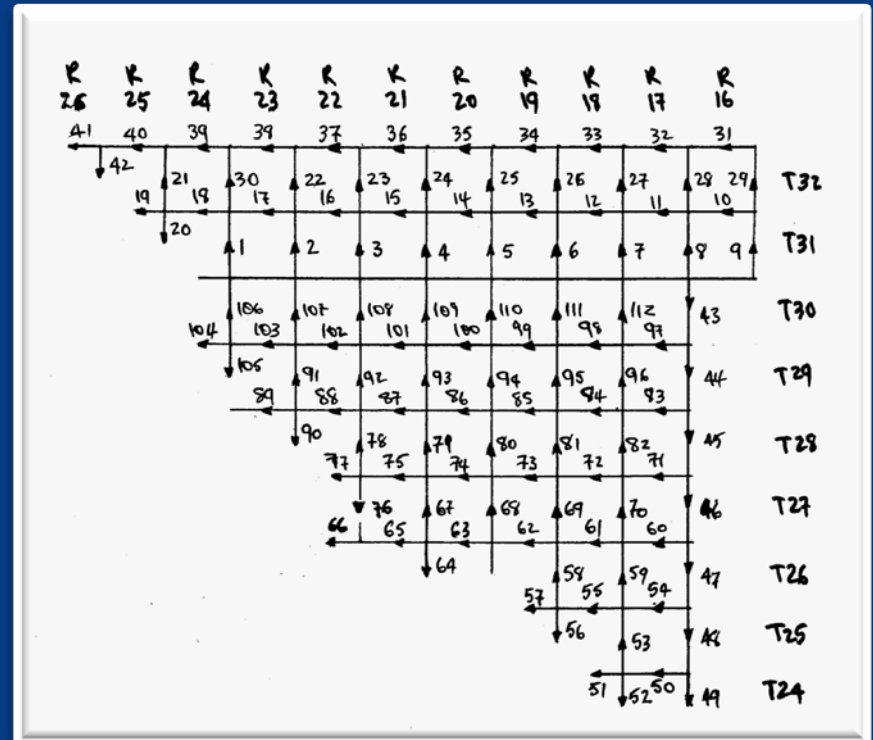 R R R R R R R R R R R
26 25 24 23 22 21 20 19 18 17 16
41 40 39 39 37 36 35 34 33 32 31
42 21 30 22 23 24 25 26 27 28 29 T32
19 18 17 16 15 14 13 12 11 10
20 1 2 3 4 5 6 7 8 9 T31
106 107 108 109 110 111 112 43 T30
104 103 102 101 100 99 98 97
105 91 92 93 94 95 96 44 T29
89 88 87 86 85 84 83
90 78 79 80 81 82 45 T28
77 75 74 73 72 71
76 67 68 69 70 46 T27
66 65 63 62 61 60
64 58 59 47 T26
57 55 54
56 53 48 T25
51 52 50 49 T24